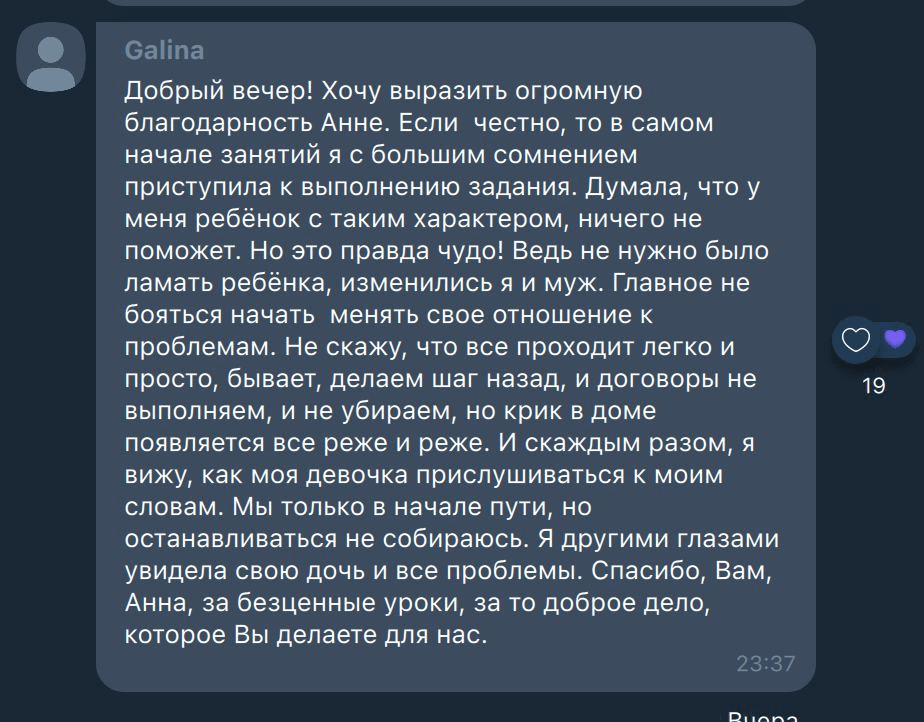 Galina
Добрый вечер! Хочу выразить огромную
благодарность Анне. Если  честно, то в самом
начале занятий я с большим сомнением
приступила к выполнению задания. Думала, что у
меня ребёнок с таким характером, ничего не
поможет. Но это правда чудо! Ведь не нужно было
ламать ребёнка, изменились я и муж. Главное не
бояться начать  менять свое отношение к
проблемам. Не скажу, что все проходит легко и
просто, бывает, делаем шаг назад, и договоры не
выполняем, и не убираем, но крик в доме
появляется все реже и реже. И скаждым разом, я
вижу, как моя девочка прислушиваться к моим
словам. Мы только в начале пути, но
останавливаться не собираюсь. Я другими глазами
увидела свою дочь и все проблемы. Спасибо, Вам,
Анна, за безценные уроки, за то доброе дело,
которое Вы делаете для нас.
23:37
19
Вчера